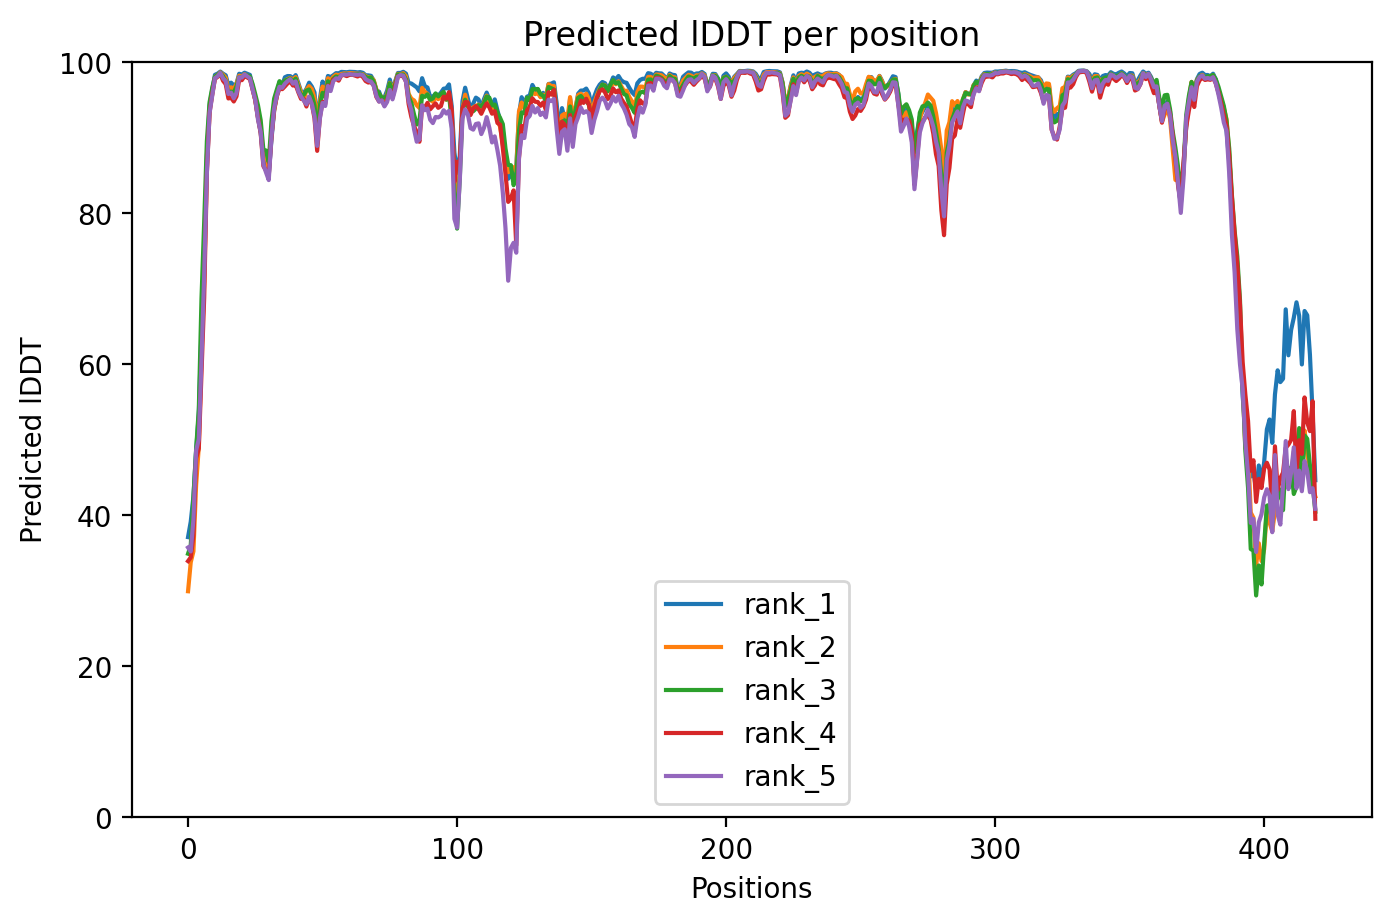 Predicted lDDT per position
100
80
60
40
20
0
Predicted lDDT
0 100 200 300 400
Positions
rank_1
rank_2
rank_3
rank_4
rank_5